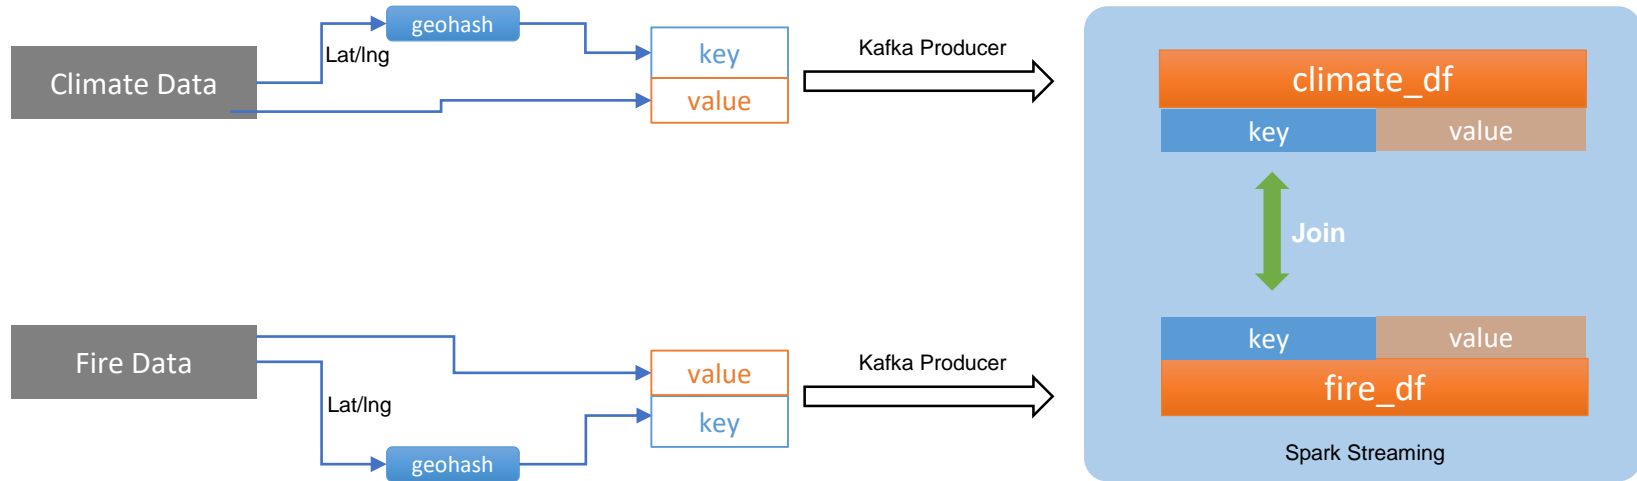 geohash
Lat/lng
Climate Data
key
value
Kafka Producer
climate_df
key
value
Join
Fire Data
Lat/lng
geohash
value
key
Kafka Producer
key
value
fire_df
Spark Streaming